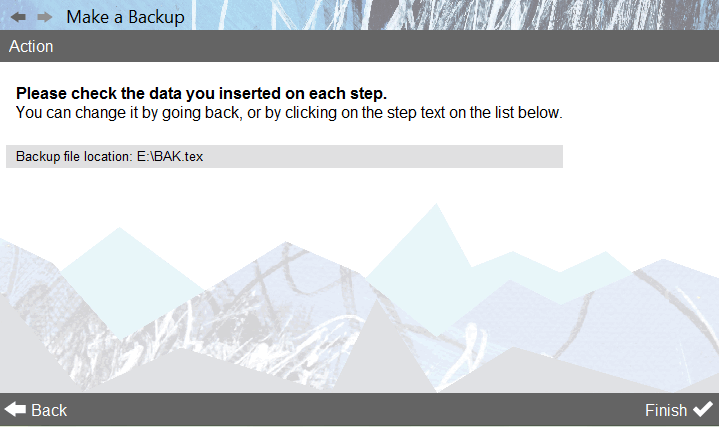 Make a Backup
Action
Please check the data you inserted on each step.
You can change it by going back, or by clicking on the step text on the list below.
Backup file location: E:\BAK.tex
Back
Finish